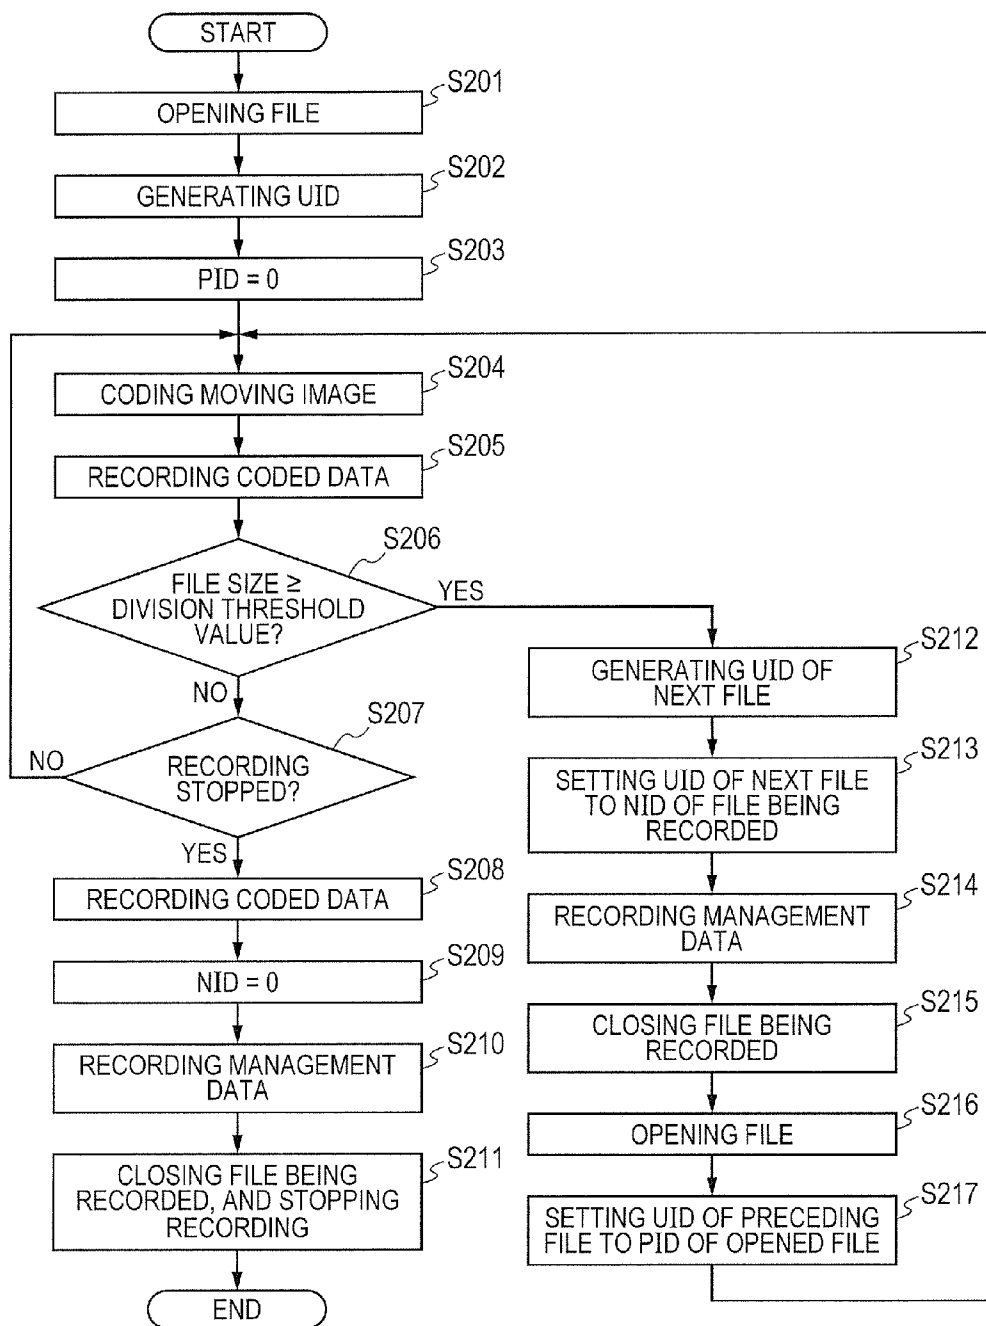 START
S201
OPENING FILE
S202
GENERATING UID
S203
PID = 0
S204
CODING MOVING IMAGE
S205
RECORDING CODED DATA
S206
FILE SIZE ≥
DIVISION THRESHOLD
VALUE?
YES
NO
S207
RECORDING
STOPPED?
NO
YES
S208
RECORDING CODED DATA
S209
NID = 0
S210
RECORDING MANAGEMENT
DATA
S211
CLOSING FILE BEING
RECORDED, AND STOPPING
RECORDING
END
S212
GENERATING UID OF
NEXT FILE
S213
SETTING UID OF NEXT FILE
TO NID OF FILE BEING
RECORDED
S214
RECORDING MANAGEMENT
DATA
S215
CLOSING FILE BEING
RECORDED
S216
OPENING FILE
S217
SETTING UID OF PRECEDING
FILE TO PID OF OPENED FILE